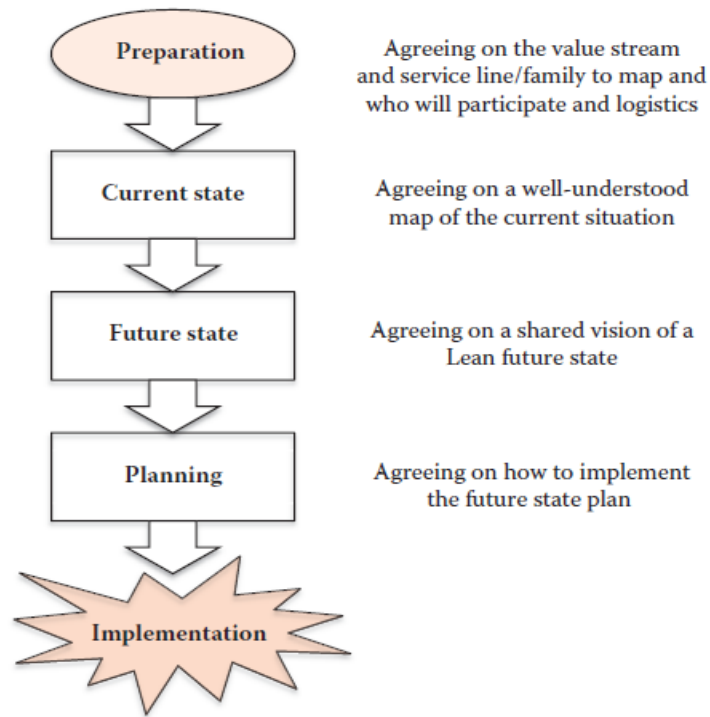 Preparation
Agreeing on the value stream
and service line/family to map and
who will participate and logistics
Current state
Agreeing on a well-understood
map of the current situation
Future state
Agreeing on a shared vision of a
Lean future state
Planning
Agreeing on how to implement
the future state plan
Implementation